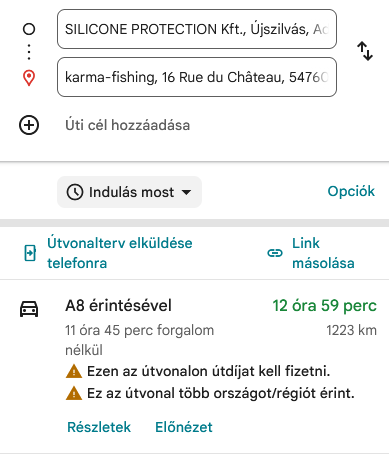 SILICONE PROTECTION Kft., Újszilvás,
karma-fishing, 16 Rue du Château, 5476
Úti cél hozzáadása
Indulás most
Opciók
Útvonalterv elküldése telefonra
Link másolása
A8 érintésével
12 óra 59 perc
11 óra 45 perc forgalom nélkül
1223 km
Ezen az útvonalon útdíjat kell fizetni.
Ez az útvonal több országot/régiót érint.
Részletek
Előnézet